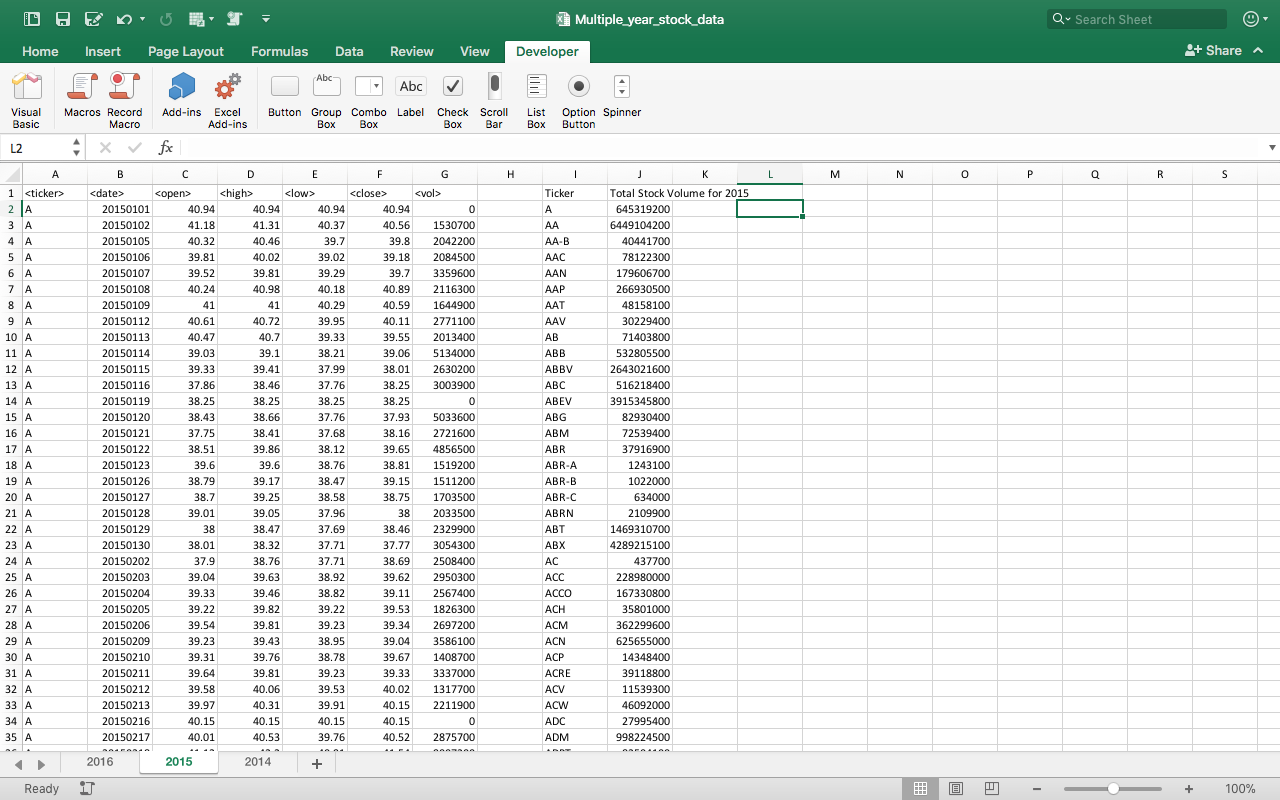 Multiple_year_stock_data
Search Sheet
Home Insert Page Layout Formulas Data Review View Developer Share
Abc Abc
Visual Basic Macros Record Macro Add-ins Excel Add-ins Button Group Box Combo Box Label Check Box Scroll Bar List Box Option Button Spinner
L2 fx
A B C D E F G H I J K L M N O P Q R S
1 <ticker> <date> <open> <high> <low> <close> <vol> Ticker Total Stock Volume for 2015
2 A 20150101 40.94 40.94 40.94 40.94 0 A 645319200
3 A 20150102 41.18 41.31 40.37 40.56 1530700 AA 6449104200
4 A 20150105 40.32 40.46 39.7 39.8 2042200 AA-B 40441700
5 A 20150106 39.81 40.02 39.02 39.18 2084500 AAC 78122300
6 A 20150107 39.52 39.81 39.29 39.7 3359600 AAN 179606700
7 A 20150108 40.24 40.98 40.18 40.89 2116300 AAP 266930500
8 A 20150109 41 41 40.29 40.59 1644900 AAT 48158100
9 A 20150112 40.61 40.72 39.95 40.11 2771100 AAV 30229400
10 A 20150113 40.47 40.7 39.33 39.55 2013400 AB 71403800
11 A 20150114 39.03 39.1 38.21 39.06 5134000 ABB 532805500
12 A 20150115 39.33 39.41 37.99 38.01 2630200 ABBV 2643021600
13 A 20150116 37.86 38.46 37.76 38.25 3003900 ABC 516218400
14 A 20150119 38.25 38.25 38.25 38.25 0 ABEV 3915345800
15 A 20150120 38.43 38.66 37.76 37.93 5033600 ABG 82930400
16 A 20150121 37.75 38.41 37.68 38.16 2721600 ABM 72539400
17 A 20150122 38.51 39.86 38.12 39.65 4856500 ABR 37916900
18 A 20150123 39.6 39.6 38.76 38.81 1519200 ABR-A 1243100
19 A 20150126 38.79 39.17 38.47 39.15 1511200 ABR-B 1022000
20 A 20150127 38.7 39.25 38.58 38.75 1703500 ABR-C 634000
21 A 20150128 39.01 39.05 37.96 38 2033500 ABRN 2109900
22 A 20150129 38 38.47 37.69 38.46 2329900 ABT 1469310700
23 A 20150130 38.01 38.32 37.71 37.77 3054300 ABX 4289215100
24 A 20150202 37.9 38.76 37.71 38.69 2508400 AC 437700
25 A 20150203 39.04 39.63 38.92 39.62 2950300 ACC 228980000
26 A 20150204 39.33 39.46 38.82 39.11 2567400 ACCO 167330800
27 A 20150205 39.22 39.82 39.22 39.53 1826300 ACH 35801000
28 A 20150206 39.54 39.81 39.23 39.34 2697200 ACM 362299600
29 A 20150209 39.23 39.43 38.95 39.04 3586100 ACN 625655000
30 A 20150210 39.31 39.76 38.78 39.67 1408700 ACP 14348400
31 A 20150211 39.64 39.81 39.23 39.33 3337000 ACRE 39118800
32 A 20150212 39.58 40.06 39.53 40.02 1317700 ACV 11539300
33 A 20150213 39.97 40.31 39.91 40.15 2211900 ACW 46092000
34 A 20150216 40.15 40.15 40.15 40.15 0 ADC 27995400
35 A 20150217 40.01 40.53 39.76 40.52 2875700 ADM 998224500
2016 2015 2014 +
Ready 100%